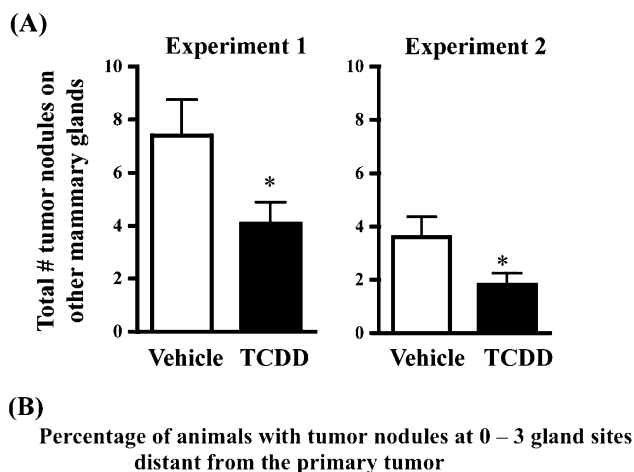 (A)
Experiment 1
Experiment 2
Total # tumor nodules on
other mammary glands
10
8
6
4
2
0
*
Vehicle TCDD
10
8
6
4
2
0
*
Vehicle TCDD
(B)
Percentage of animals with tumor nodules at 0 – 3 gland sites
distant from the primary tumor